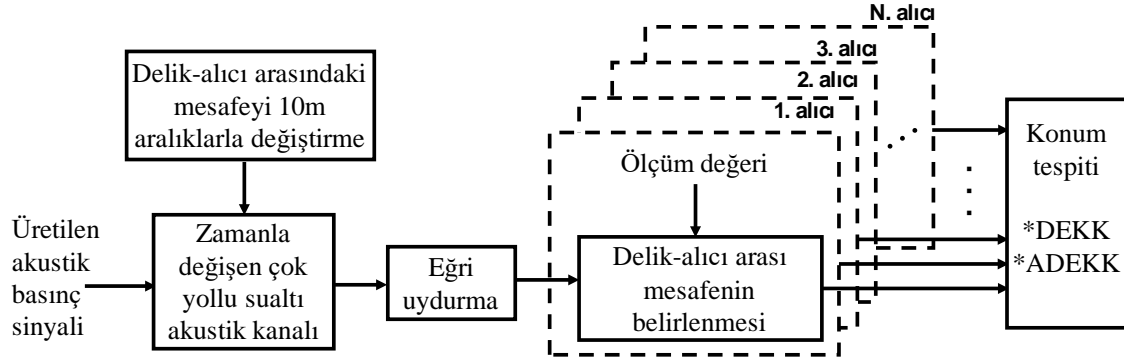 N. alıcı
3. alıcı
2. alıcı
1. alıcı
Delik-alıcı arasındaki
mesafeyi 10m
aralıklarla değiştirme
Üretilen
akustik
basınç
sinyali
Zamanla
değişen çok
yollu sualtı
akustik kanalı
Eğri
uydurma
Ölçüm değeri
Delik-alıcı arası
mesafenin
belirlenmesi
Konum
tespiti
*DEKK
*ADEKK